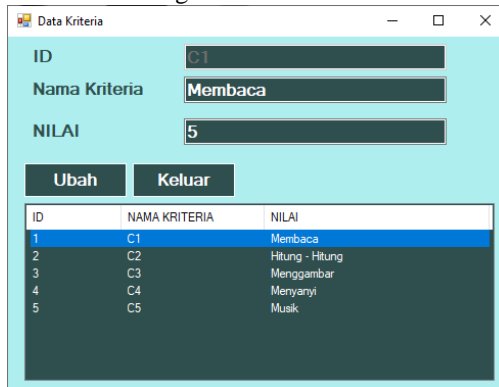 Data Kriteria
ID C1
Nama Kriteria Membaca
NILAI 5
Ubah Keluar
ID NAMA KRITERIA NILAI
1 C1 Membaca
2 C2 Hitung - Hitung
3 C3 Menggambar
4 C4 Menyanyi
5 C5 Musik